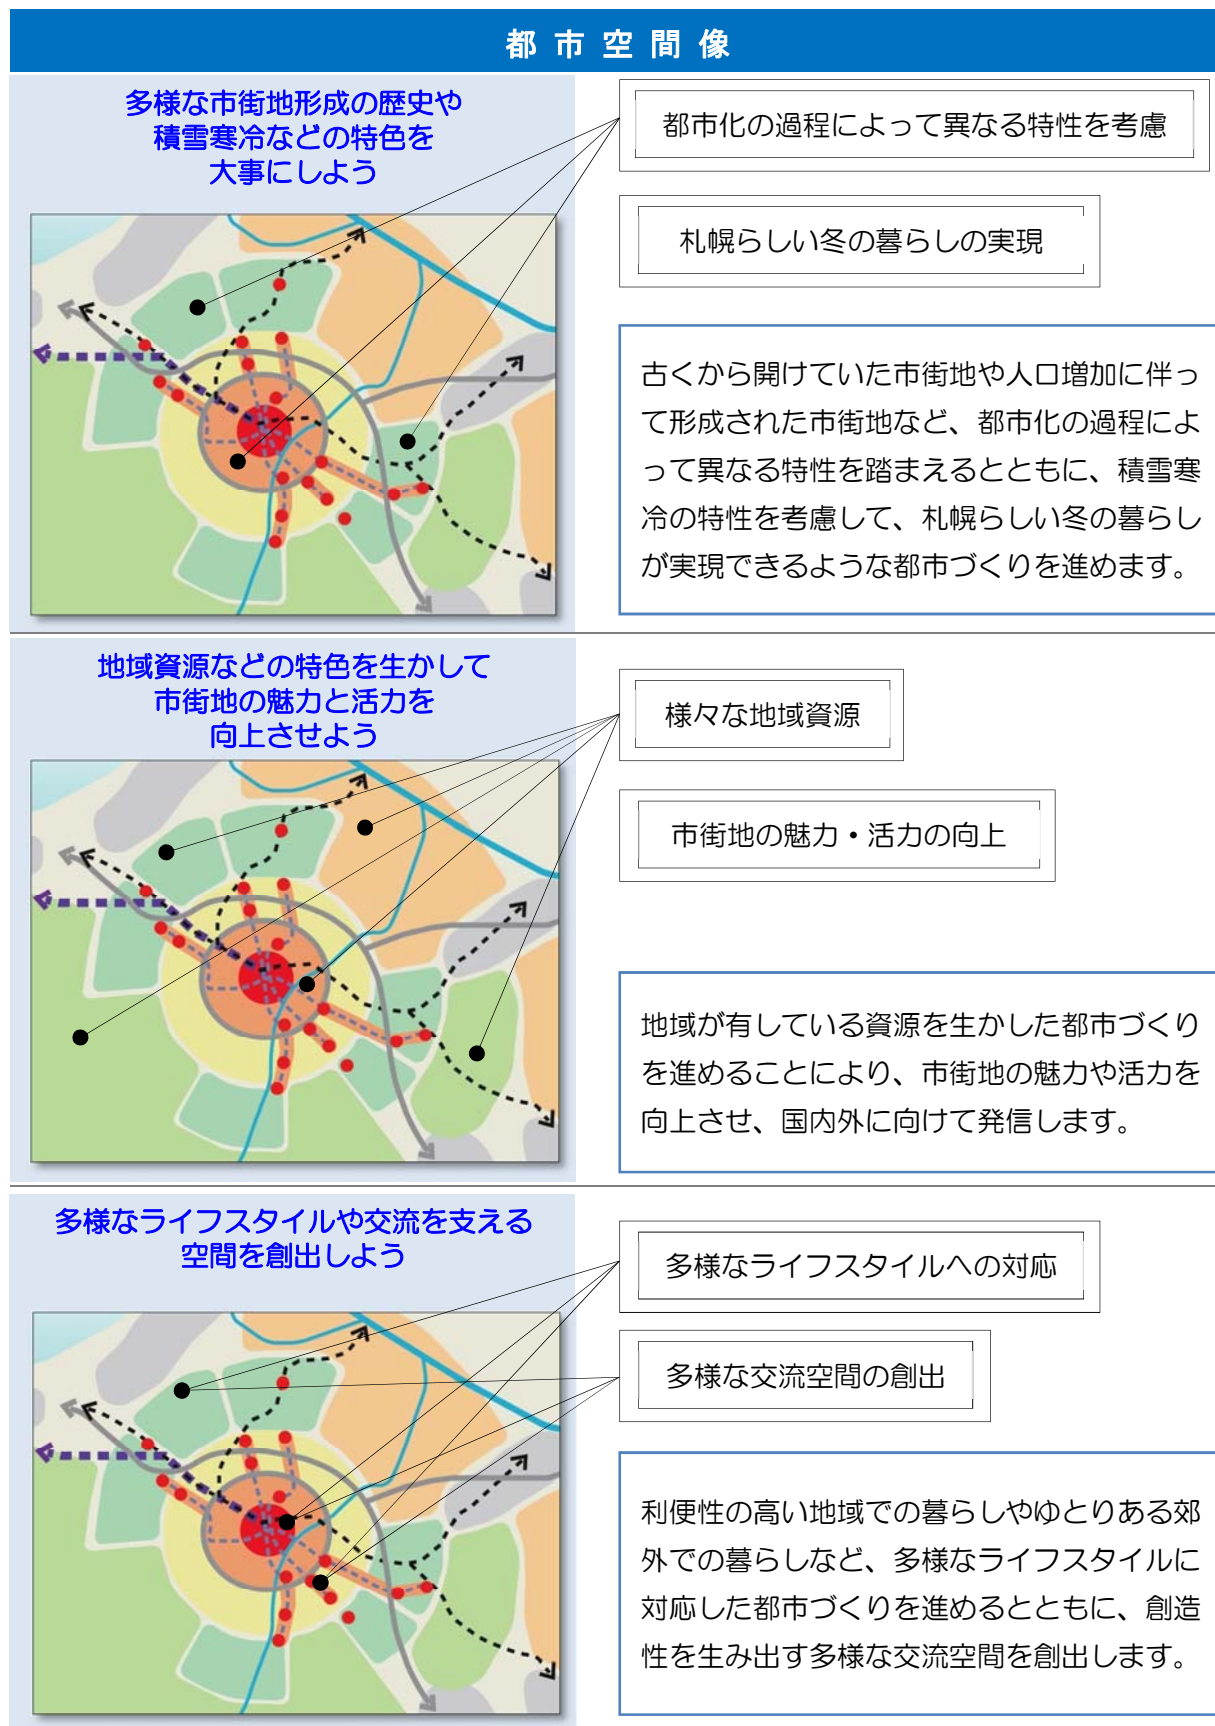 都市空間像
多様な市街地形成の歴史や
積雪寒冷などの特色を
大事にしよう
都市化の過程によって異なる特性を考慮
札幌らしい冬の暮らしの実現
古くから開けていた市街地や人口増加に伴っ
て形成された市街地など、都市化の過程によ
って異なる特性を踏まえるとともに、積雪寒
冷の特性を考慮して、札幌らしい冬の暮らし
が実現できるような都市づくりを進めます。
地域資源などの特色を生かして
市街地の魅力と活力を
向上させよう
様々な地域資源
市街地の魅力・活力の向上
地域が有している資源を生かした都市づくり
を進めることにより、市街地の魅力や活力を
向上させ、国内外に向けて発信します。
多様なライフスタイルや交流を支える
空間を創出しよう
多様なライフスタイルへの対応
多様な交流空間の創出
利便性の高い地域での暮らしやゆとりある郊
外での暮らしなど、多様なライフスタイルに
対応した都市づくりを進めるとともに、創造
性を生み出す多様な交流空間を創出します。